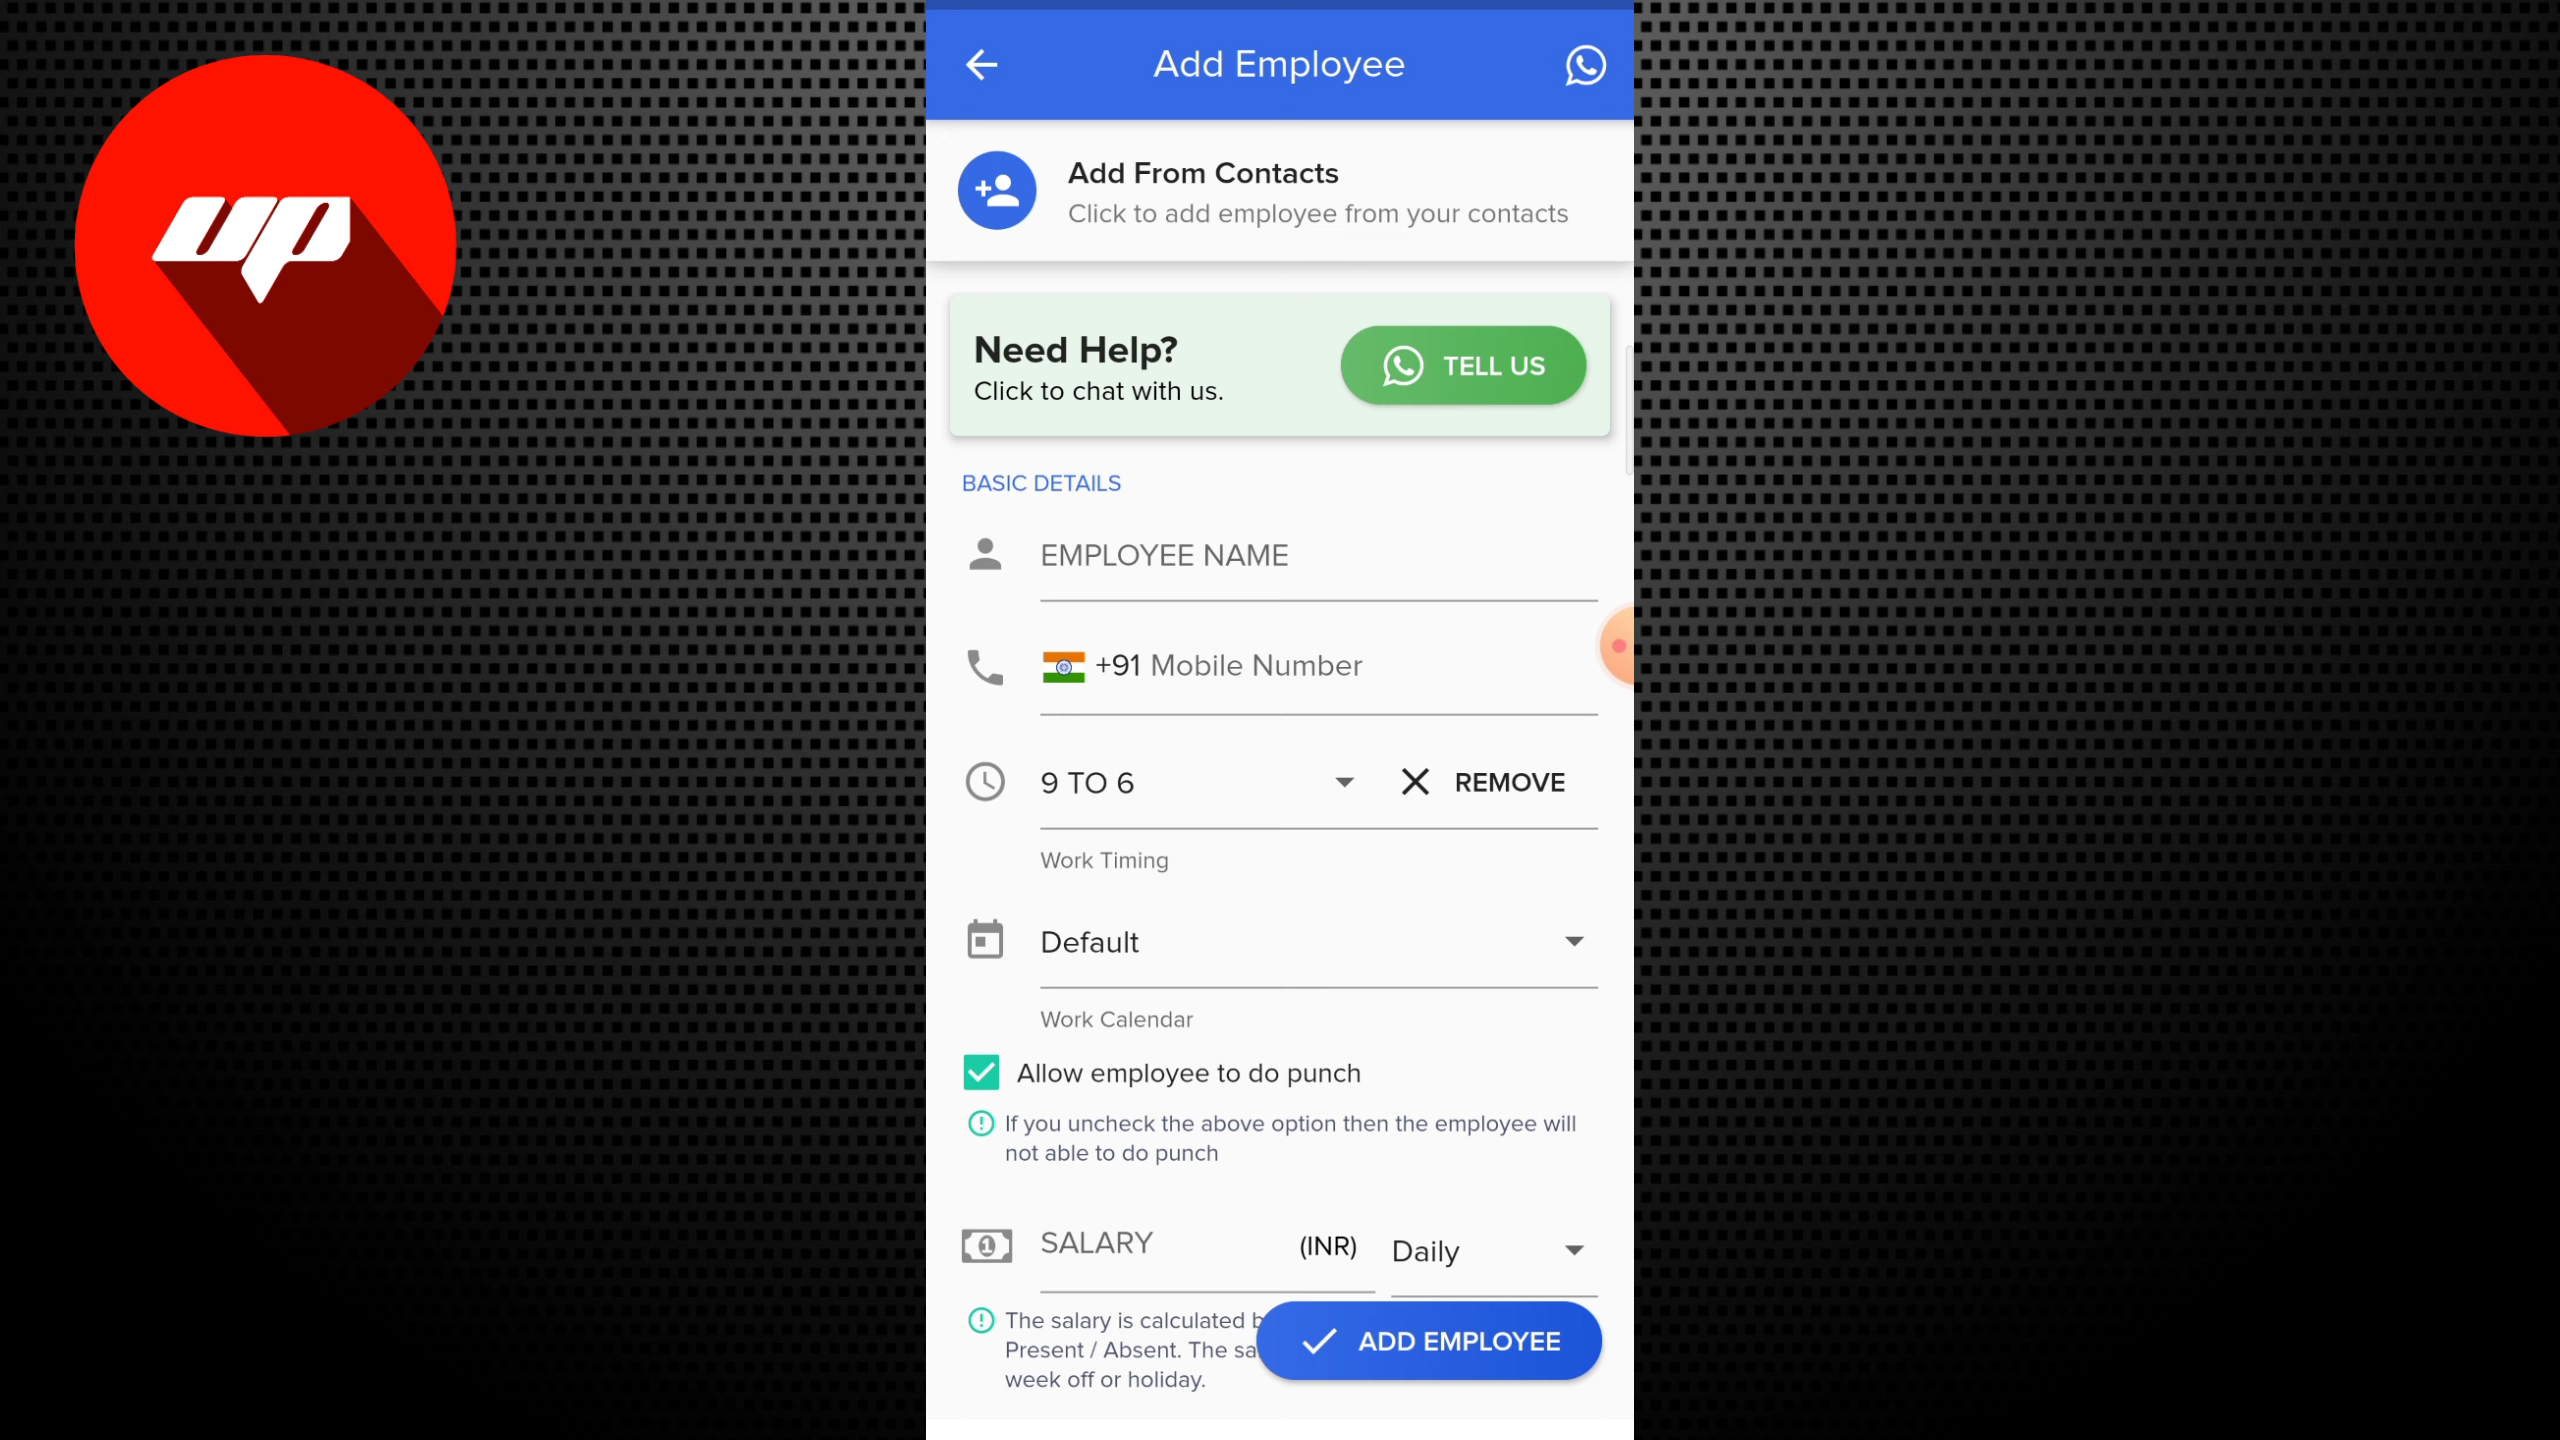 up
Add Employee
Add From Contacts
Click to add employee from your contacts
Need Help?
Click to chat with us.
TELL US
BASIC DETAILS
EMPLOYEE NAME
+91 Mobile Number
9 TO 6
REMOVE
Work Timing
Default
Work Calendar
Allow employee to do punch
If you uncheck the above option then the employee will
not able to do punch
SALARY (INR) Daily
The salary is calculated
Present / Absent. The
week off or holiday.
ADD EMPLOYEE